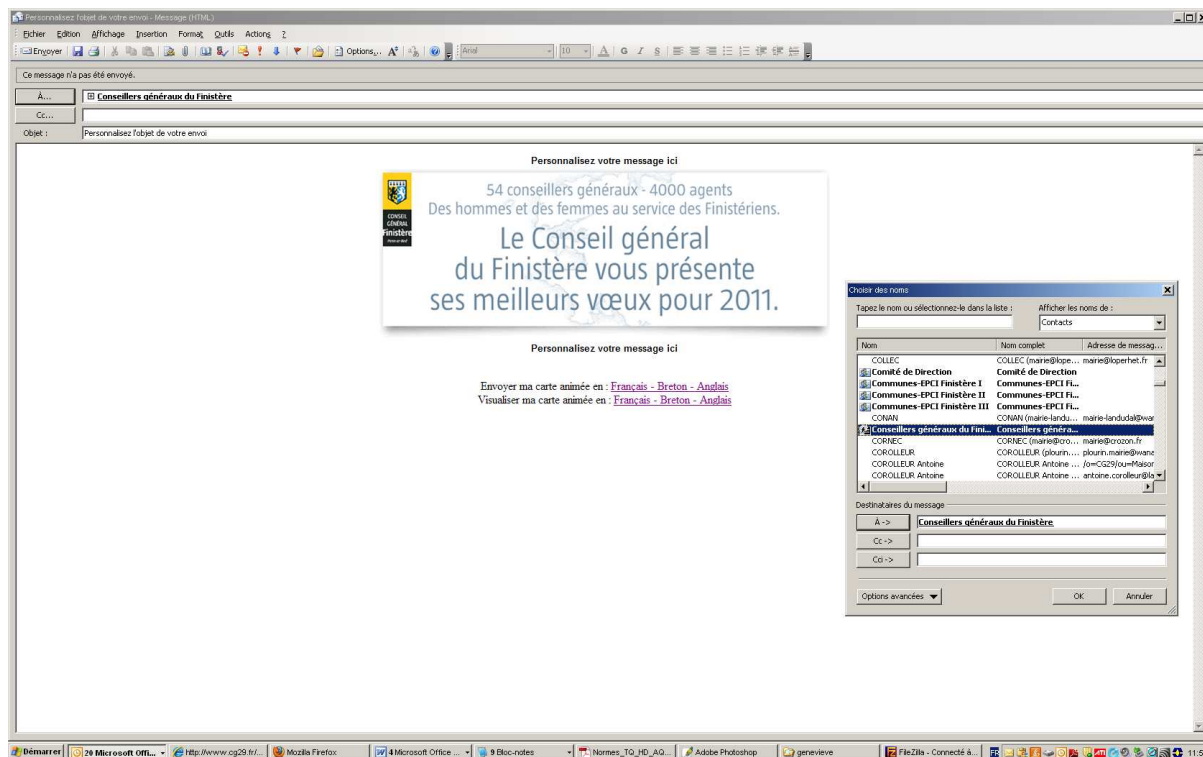 Personnalisez l'objet de votre envoi - Message (HTML)
Fichier Edition Affichage Insertion Format Outils Actions ?
Envoyer Options... Arial 10 G I S
Ce message n'a pas été envoyé.
À... Conseillers généraux du Finistère
Cc...
Objet : Personnalisez l'objet de votre envoi
Personnalisez votre message ici
CONSEIL
GÉNÉRAL
Finistère
54 conseillers généraux - 4000 agents
Des hommes et des femmes au service des Finistériens.
Le Conseil général
du Finistère vous présente
ses meilleurs vœux pour 2011.
Personnalisez votre message ici
Envoyer ma carte animée en : Français - Breton - Anglais
Visualiser ma carte animée en : Français - Breton - Anglais
Choisir des noms
Tapez le nom ou sélectionnez-le dans la liste : Afficher les noms de :
Contacts
Nom Nom complet Adresse de messag...
COLLEC COLLEC (mairie@lope... mairie@loperhet.fr
Comité de Direction Comité de Direction
Communes-EPCI Finistère I Communes-EPCI Fi...
Communes-EPCI Finistère II Communes-EPCI Fi...
Communes-EPCI Finistère III Communes-EPCI Fi...
CONAN CONAN (mairie-landu... mairie-landudal@wan
Conseillers généraux du Fini... Conseillers généra...
CORNEC CORNEC (mairie@cro... mairie@crozon.fr
COROLLEUR COROLLEUR (plourin.... plourin.mairie@wana
COROLLEUR Antoine COROLLEUR Antoine ... /o=CG29/ou=Maison
COROLLEUR Antoine COROLLEUR Antoine ... antoine.corolleur@la
Destinataires du message
À -> Conseillers généraux du Finistère
Cc ->
Cci ->
Options avancées OK Annuler
Démarrer 20 Microsoft Offi... http://www.cg29.fr/... Mozilla Firefox 4 Microsoft Office ... 9 Bloc-notes Normes_TQ_HD_AQ... Adobe Photoshop genevieve FileZilla - Connecté à... FR 11:5